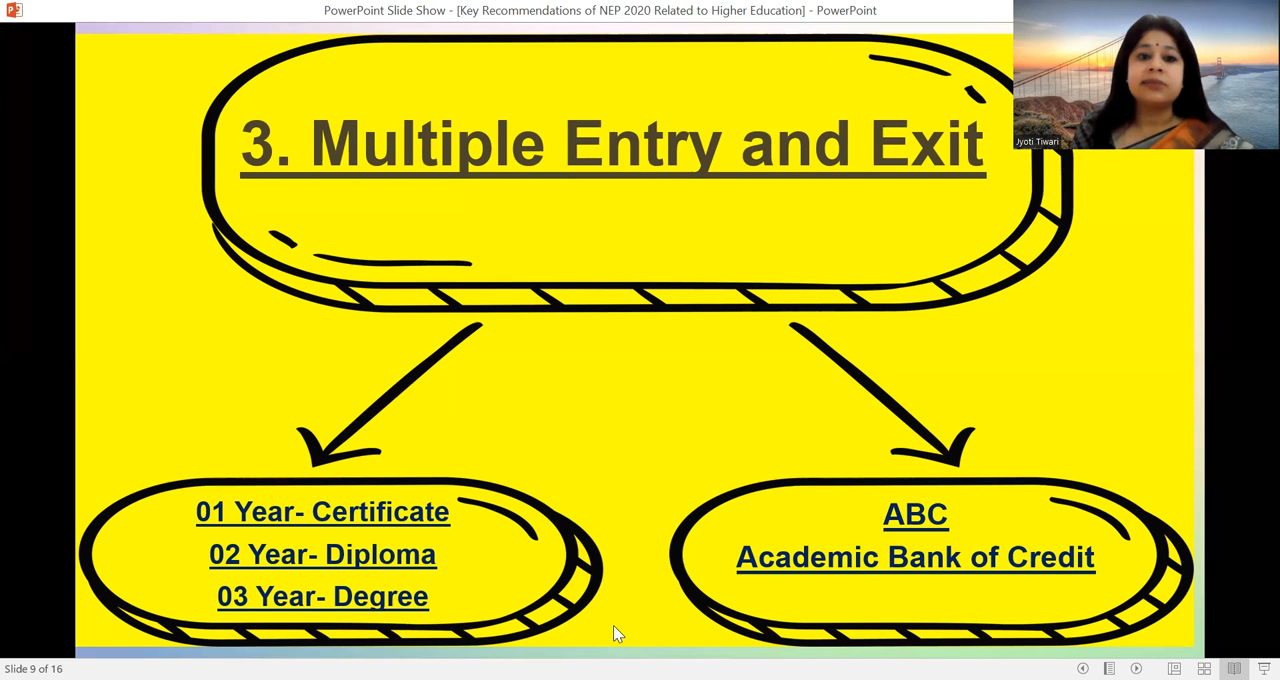 PowerPoint Slide Show - [Key Recommendations of NEP 2020 Related to Higher Education] - PowerPoint
Jyoti Tiwari
3. Multiple Entry and Exit
01 Year- Certificate
02 Year- Diploma
03 Year- Degree
ABC
Academic Bank of Credit
Slide 9 of 16